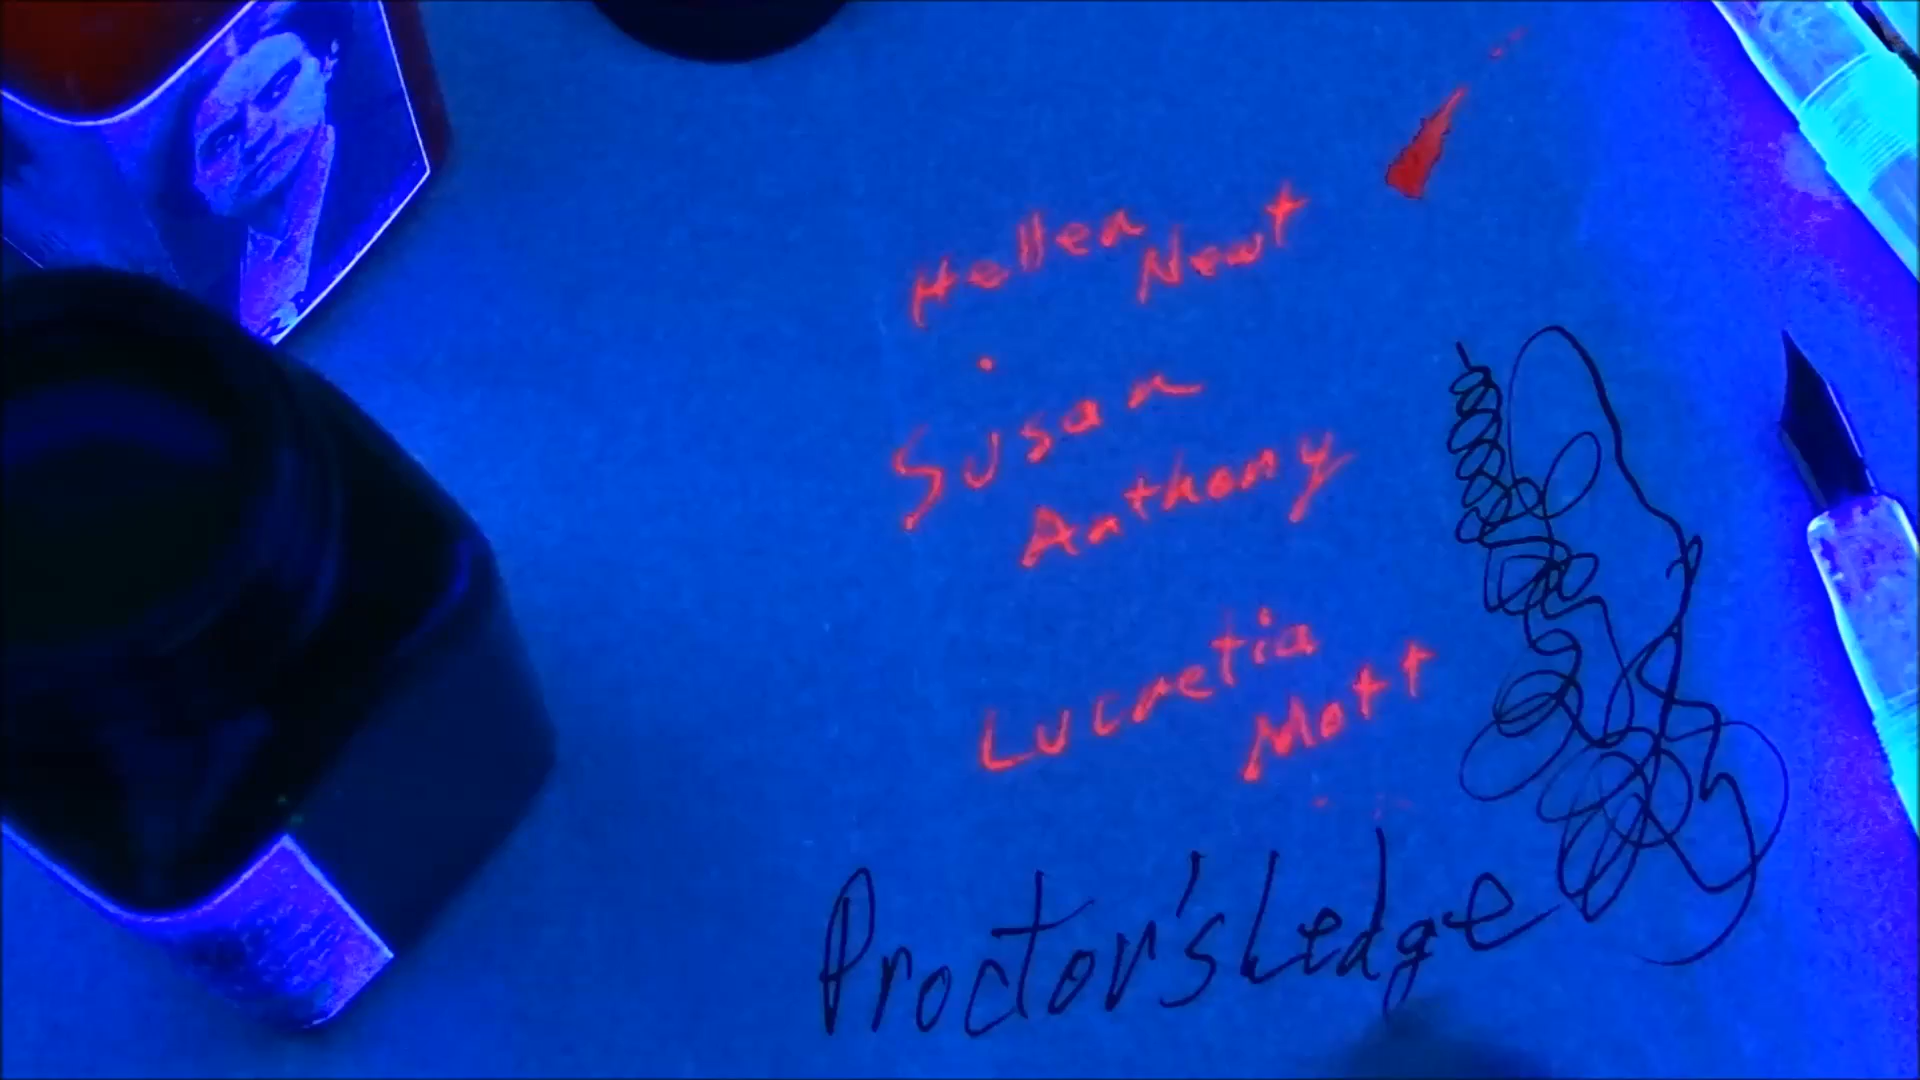 Hellen
Newt
Susan
Anthony
Lucretia
Mott
Proctor's Ledge